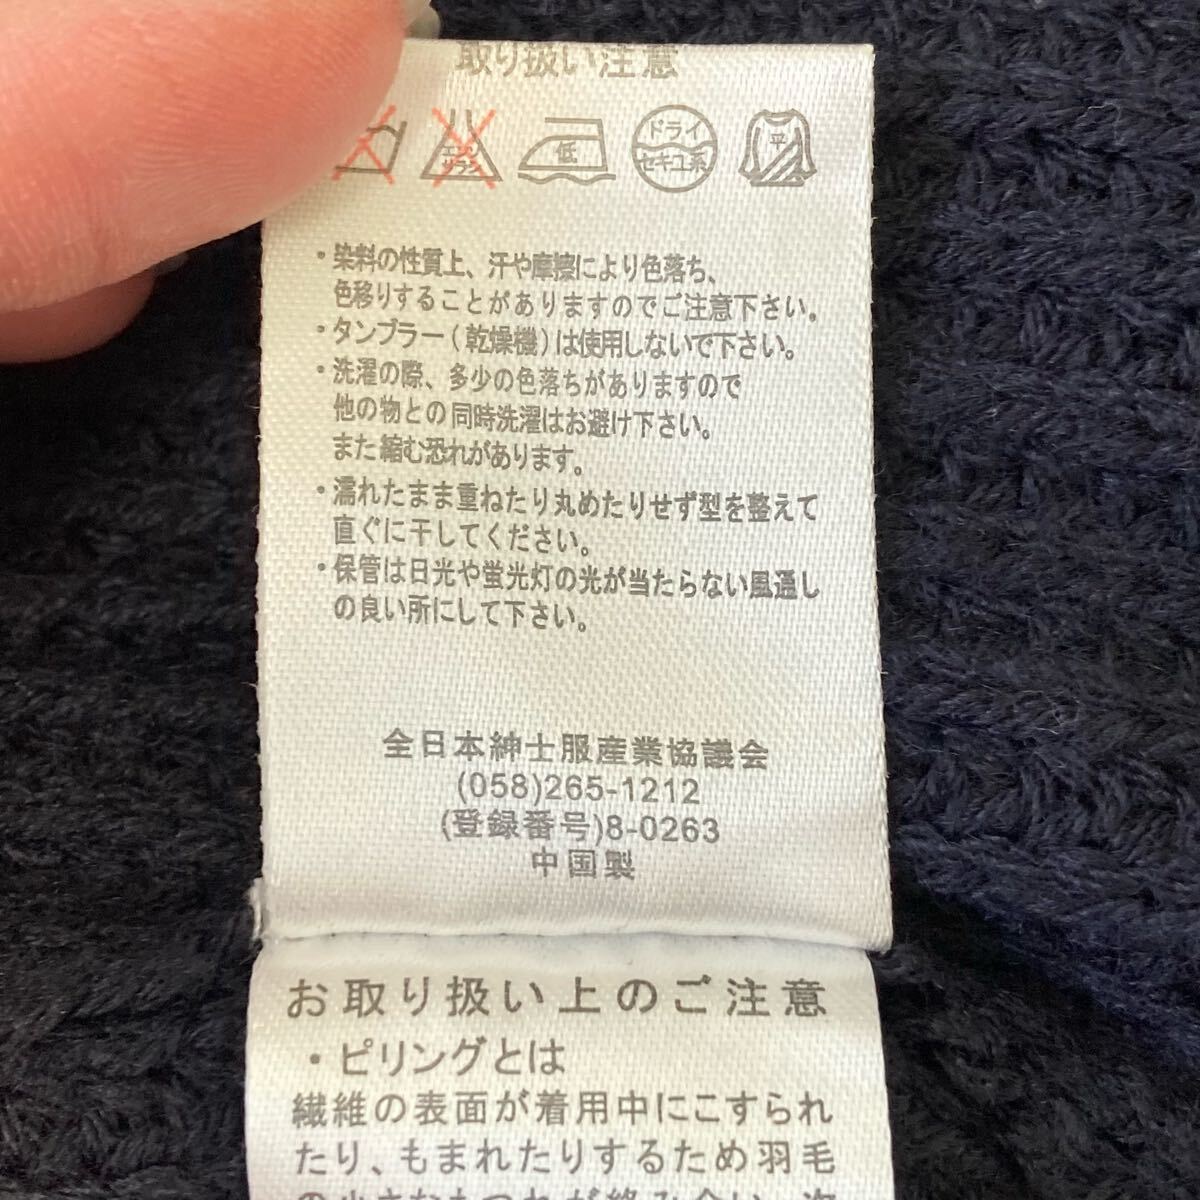 取り扱い注意
エンソ
サラシ
低
ドライ
セキユ系
平
・染料の性質上、汗や摩擦により色落ち、
色移りすることがありますのでご注意下さい。
・タンブラー(乾燥機)は使用しないで下さい。
・洗濯の際、多少の色落ちがありますので
他の物との同時洗濯はお避け下さい。
また縮む恐れがあります。
・濡れたまま重ねたり丸めたりせず型を整えて
直ぐに干してください。
・保管は日光や蛍光灯の光が当たらない風通し
の良い所にして下さい。
全日本紳士服産業協議会
(058)265-1212
(登録番号)8-0263
中国製
お取り扱い上のご注意
・ピリングとは
繊維の表面が着用中にこすられ
たり、もまれたりするため羽毛